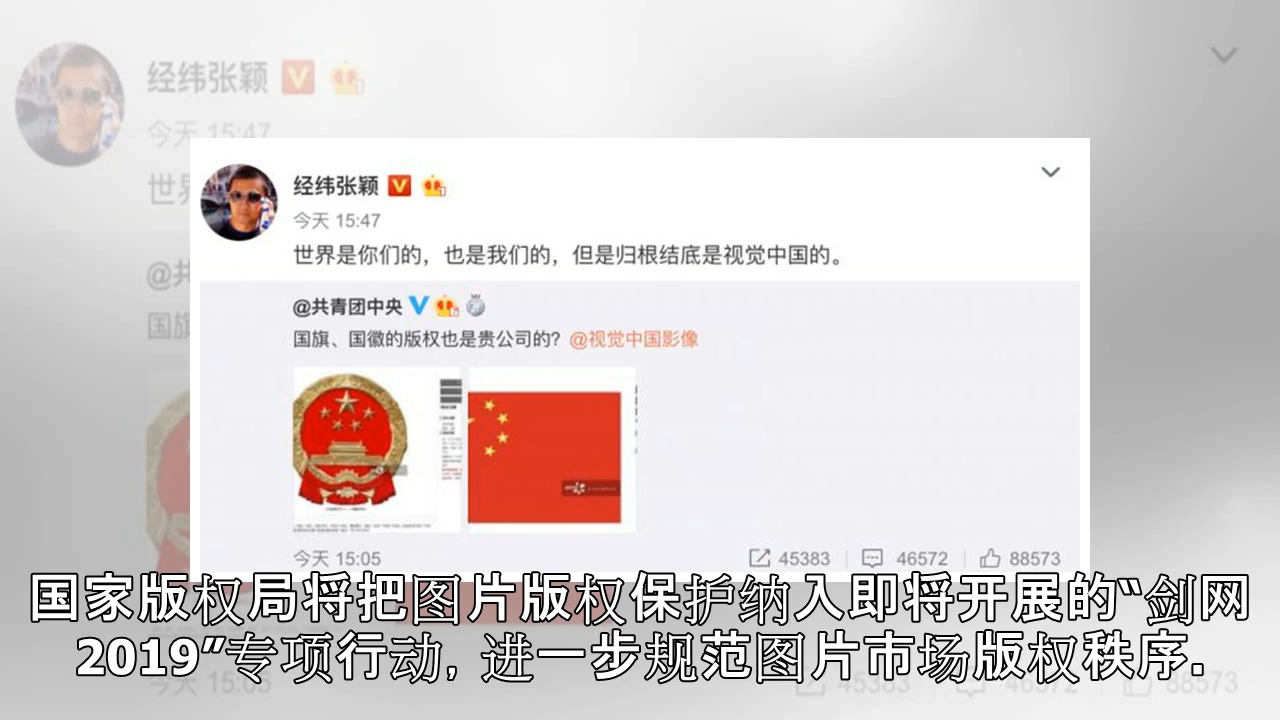 经纬张颖
今天 15:47
世界是你们的，也是我们的，但是归根结底是视觉中国的。
@共青团中央
国旗、国徽的版权也是贵公司的？@视觉中国影像
今天 15:05
45383
46572
88573
国家版权局将把图片版权保护纳入即将开展的“剑网
2019”专项行动, 进一步规范图片市场版权秩序.